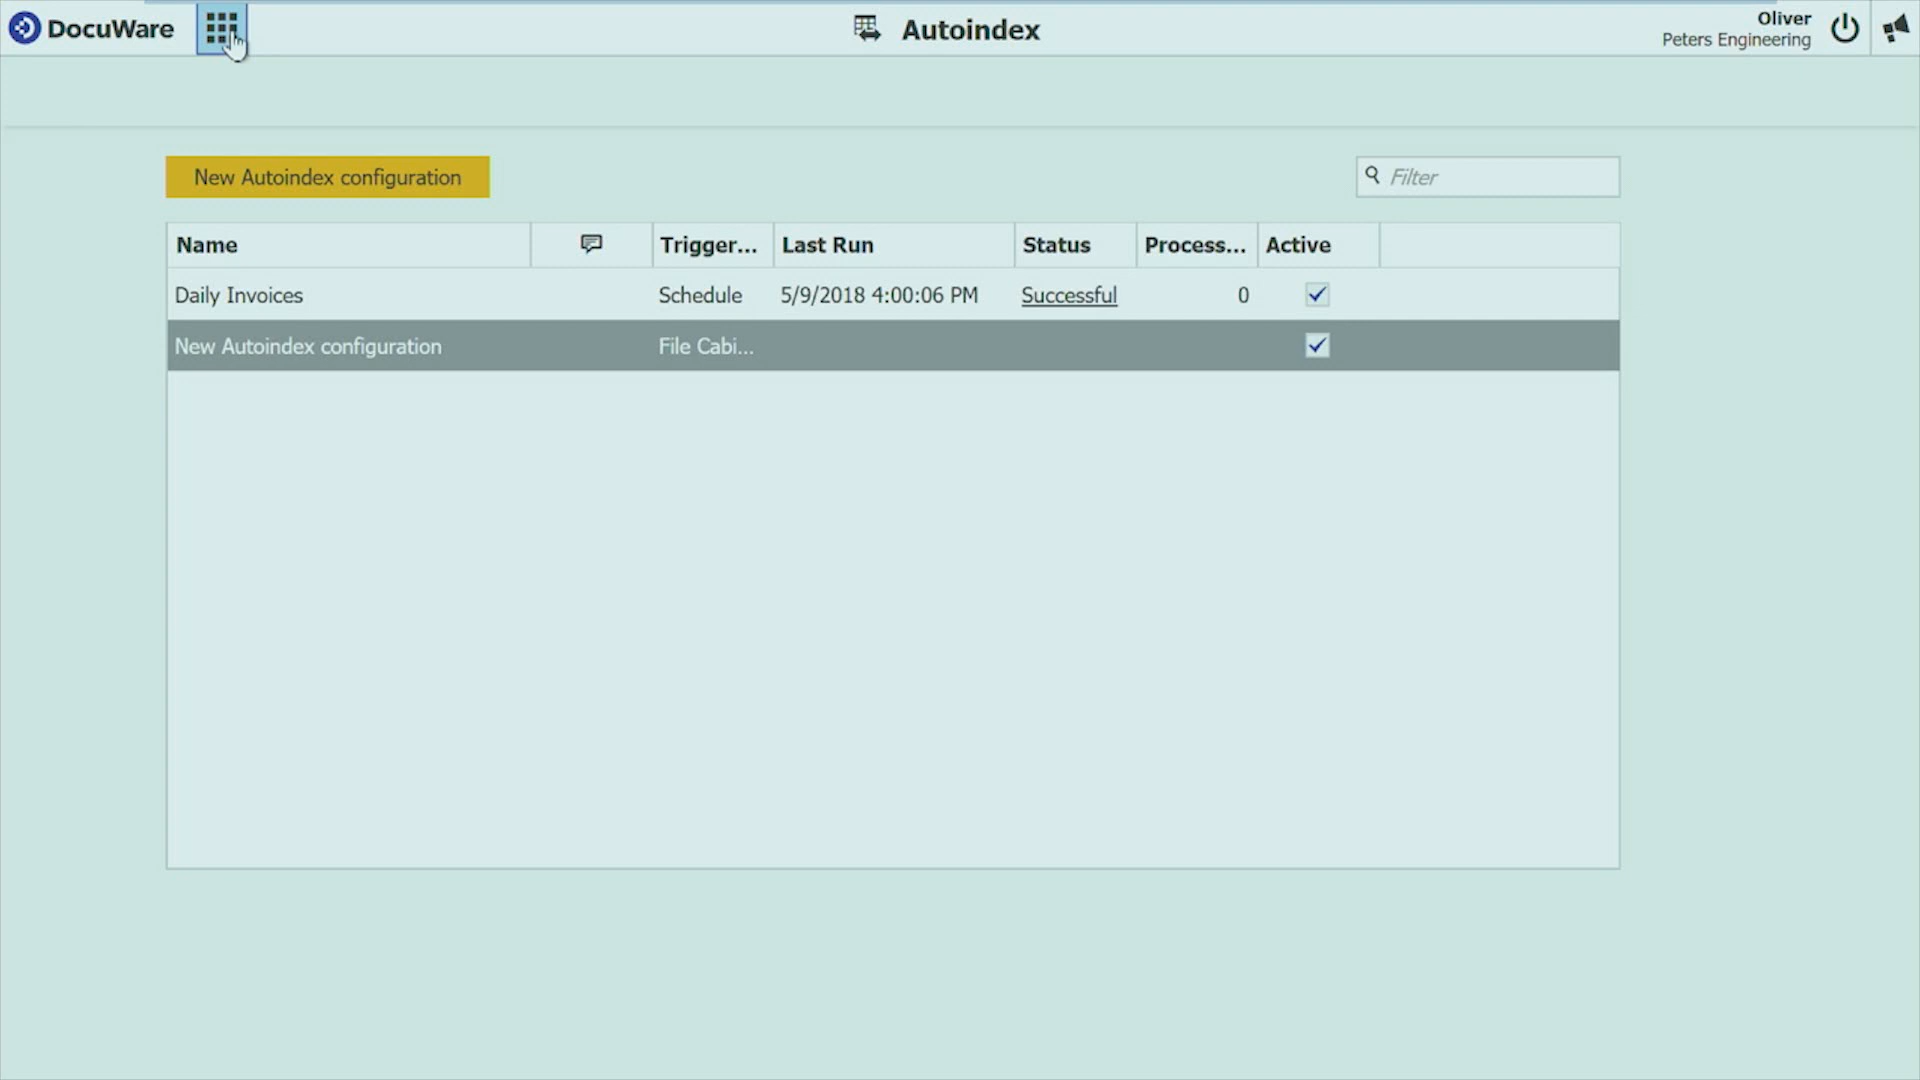 DocuWare
Autoindex
Oliver
Peters Engineering
New Autoindex configuration
Filter
Name Trigger... Last Run Status Process... Active
Daily Invoices Schedule 5/9/2018 4:00:06 PM Successful 0
New Autoindex configuration File Cabi...